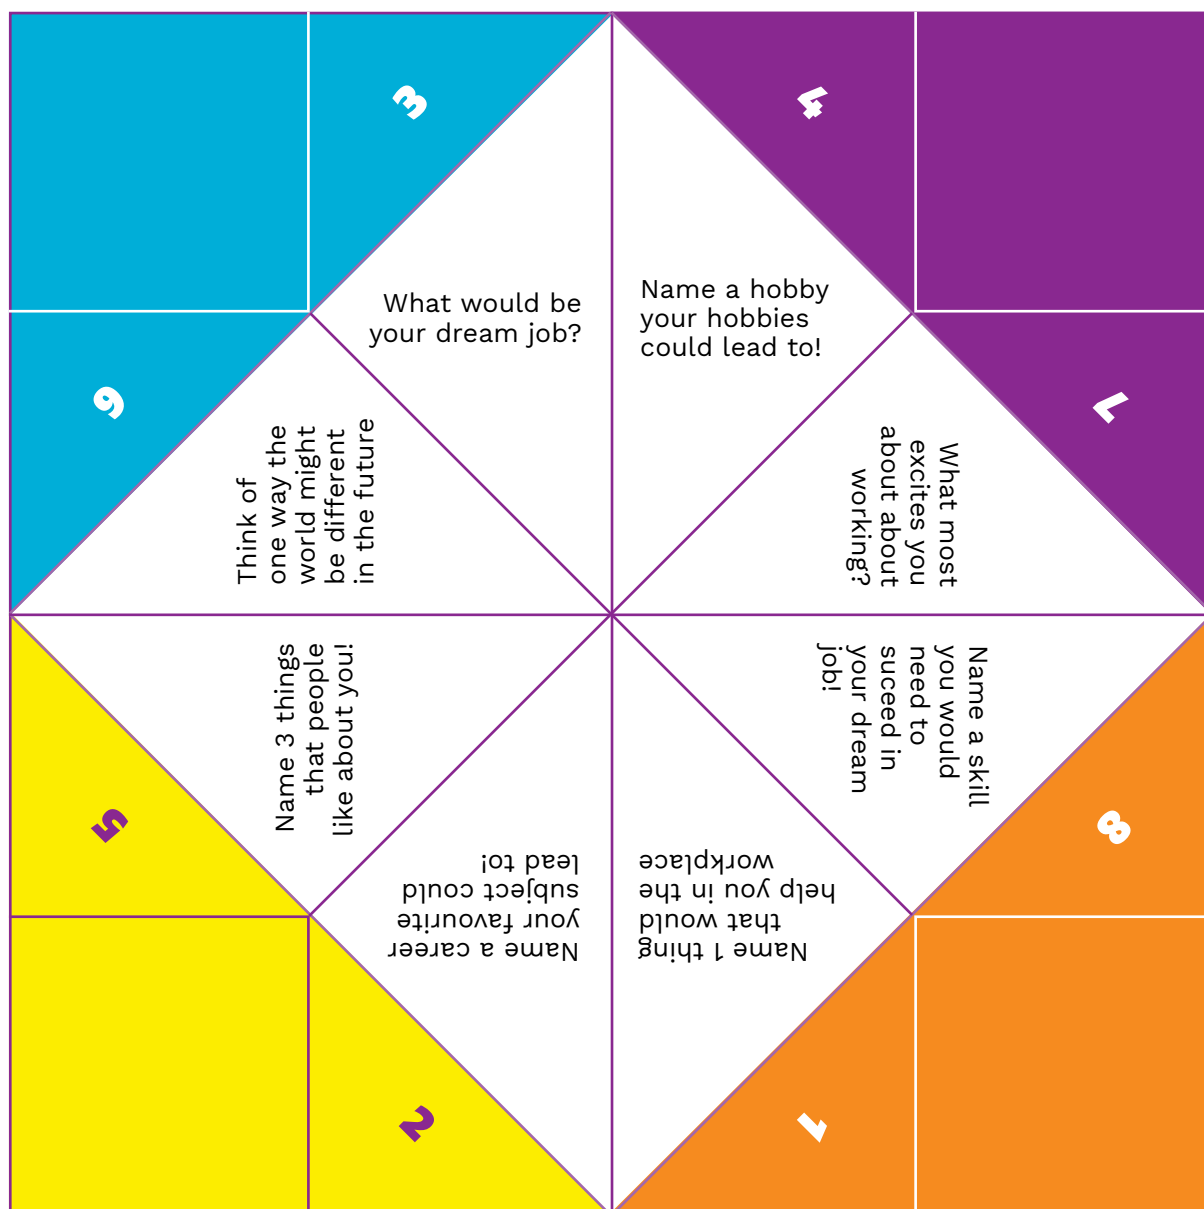 3
4
What would be
your dream job?
Name a hobby
your hobbies
could lead to!
6
7
Think of
one way the
world might
be different
in the future
What most
excites you
about about
working?
Name 3 things
that people
like about you!
Name a skill
you would
need to
suceed in
your dream
job!
5
8
Name a career
your favourite
subject could
lead to!
Name 1 thing
that would
help you in the
workplace
2
1